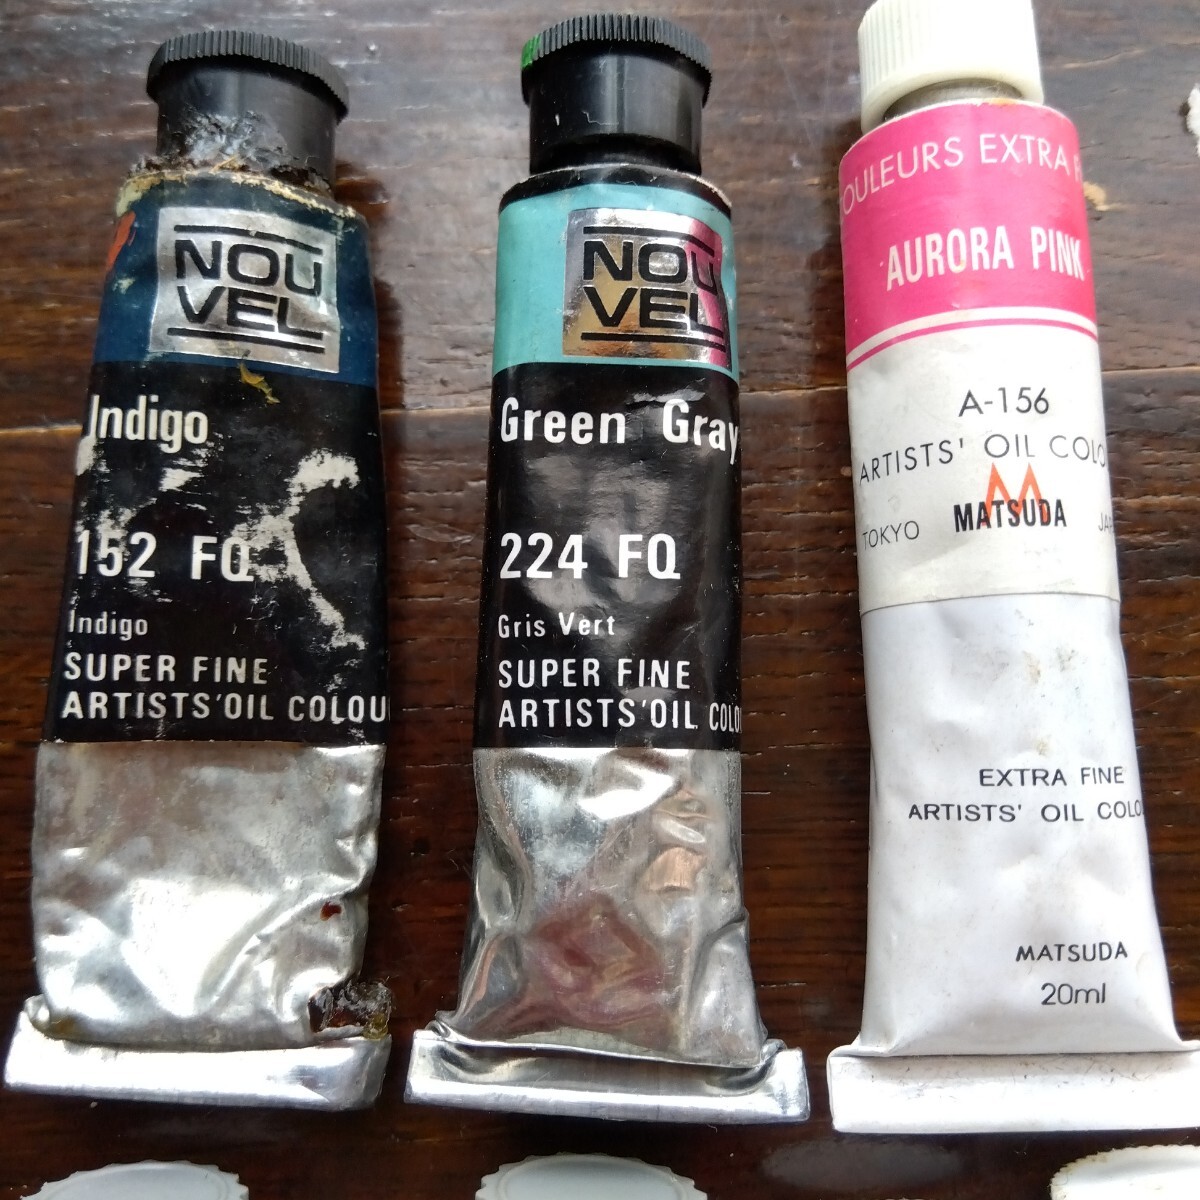 NOU
VEL
Indigo
152 FQ
Indigo
SUPER FINE
ARTISTS'OIL COLOU
NOU
VEL
Green Gray
224 FQ
Gris Vert
SUPER FINE
ARTISTS'OIL COLO
OULEURS EXTRA F
AURORA PINK
A-156
ARTISTS' OIL COLO
M
MATSUDA
TOKYO JAP
EXTRA FINE
ARTISTS' OIL COLO
MATSUDA
20ml